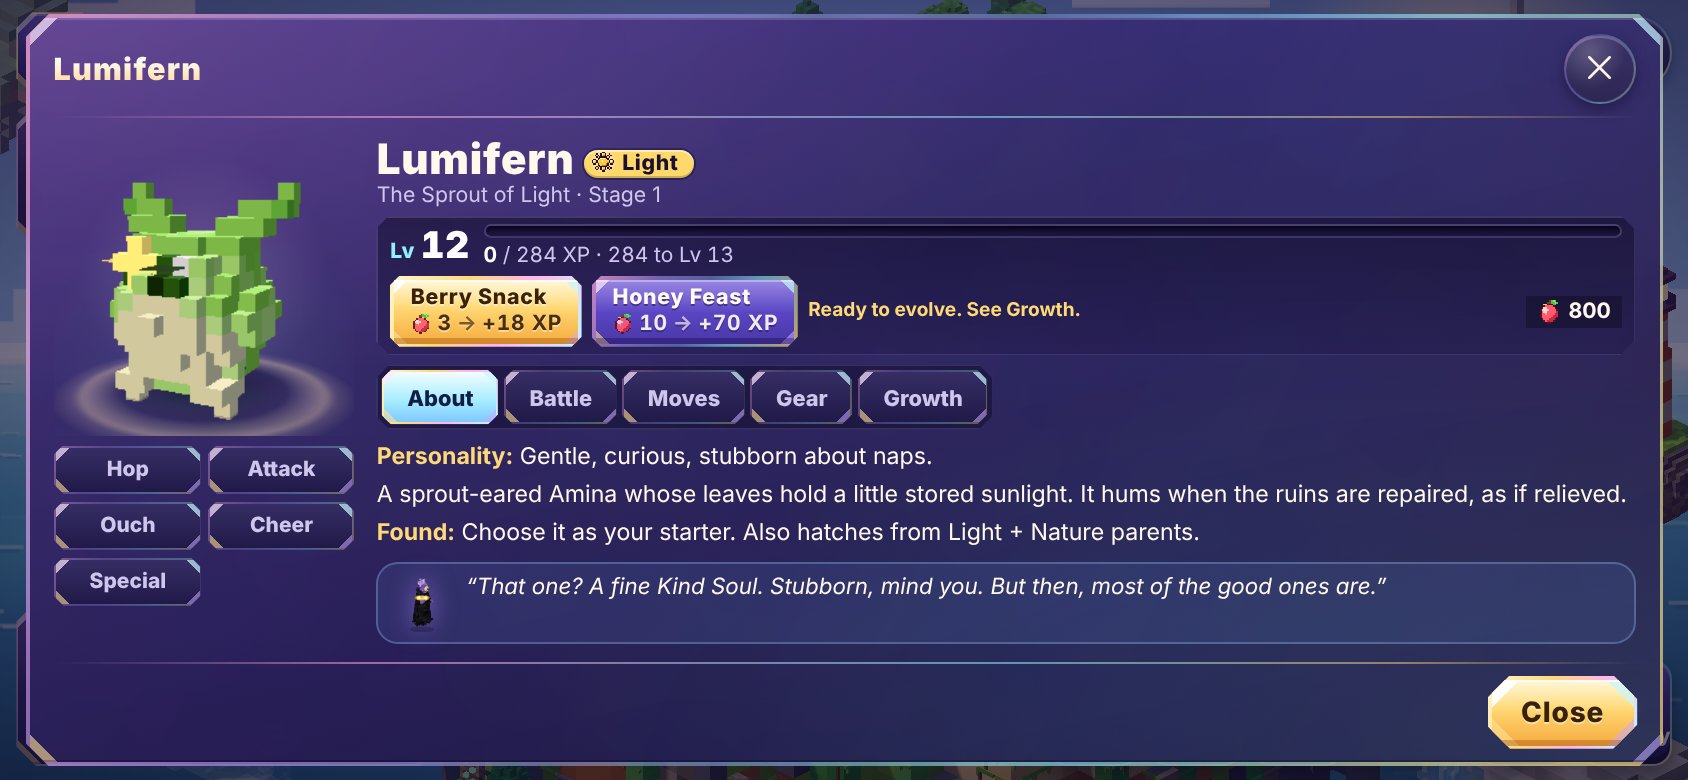 Lumifern
Lumifern Light
The Sprout of Light · Stage 1
Lv 12
0 / 284 XP · 284 to Lv 13
Berry Snack
3 → +18 XP
Honey Feast
10 → +70 XP
Ready to evolve. See Growth.
800
About Battle Moves Gear Growth
Hop Attack
Ouch Cheer
Special
Personality: Gentle, curious, stubborn about naps.
A sprout-eared Amina whose leaves hold a little stored sunlight. It hums when the ruins are repaired, as if relieved.
Found: Choose it as your starter. Also hatches from Light + Nature parents.
“That one? A fine Kind Soul. Stubborn, mind you. But then, most of the good ones are.”
Close